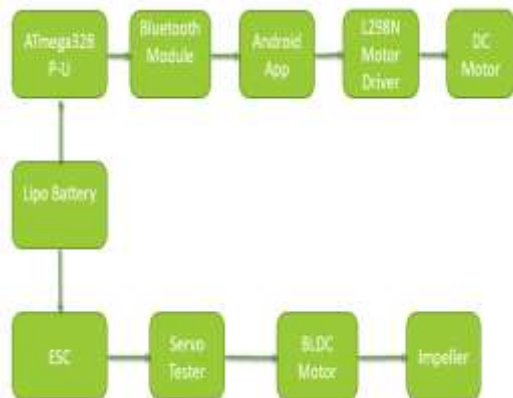 ATmega328
P-U
Bluetooth
Module
Android
App
L298N
Motor
Driver
DC
Motor
Lipo Battery
ESC
Servo
Tester
BLDC
Motor
Impeller